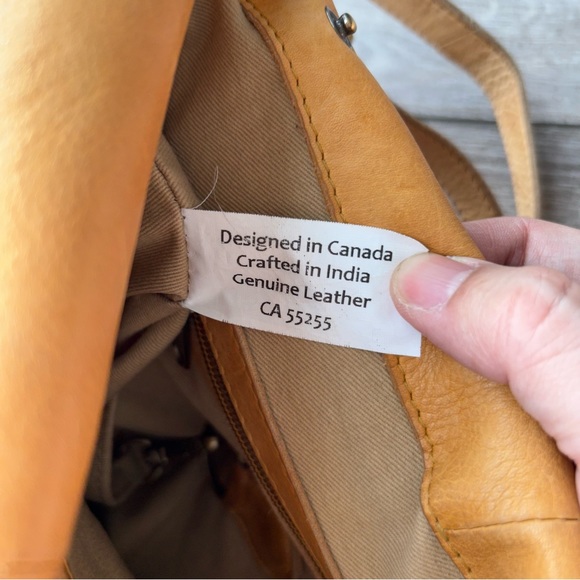 Designed in Canada
Crafted in India
Genuine Leather
CA 55255